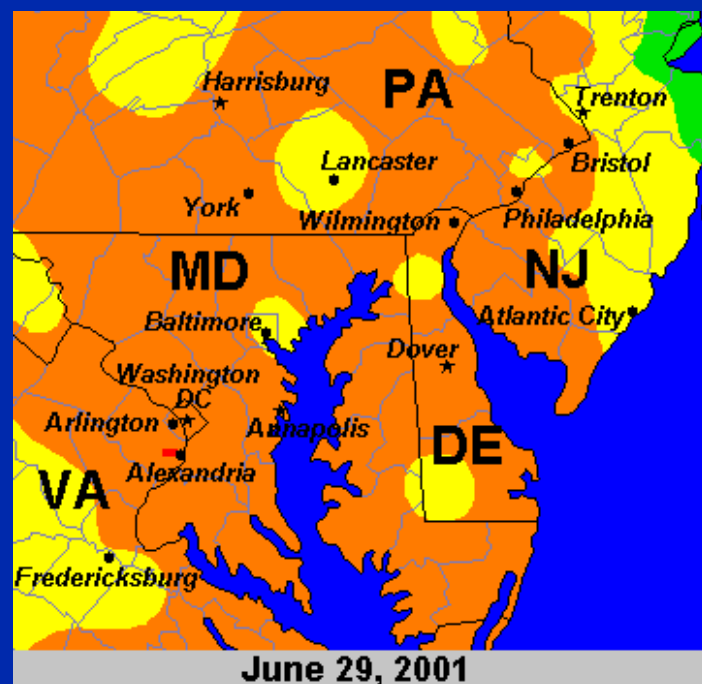 Harrisburg
PA
Trenton
Lancaster
Bristol
York
Wilmington
Philadelphia
MD
NJ
Baltimore
Atlantic City
Dover
Washington
DC
Arlington
Annapolis
DE
Alexandria
VA
Fredericksburg
June 29, 2001